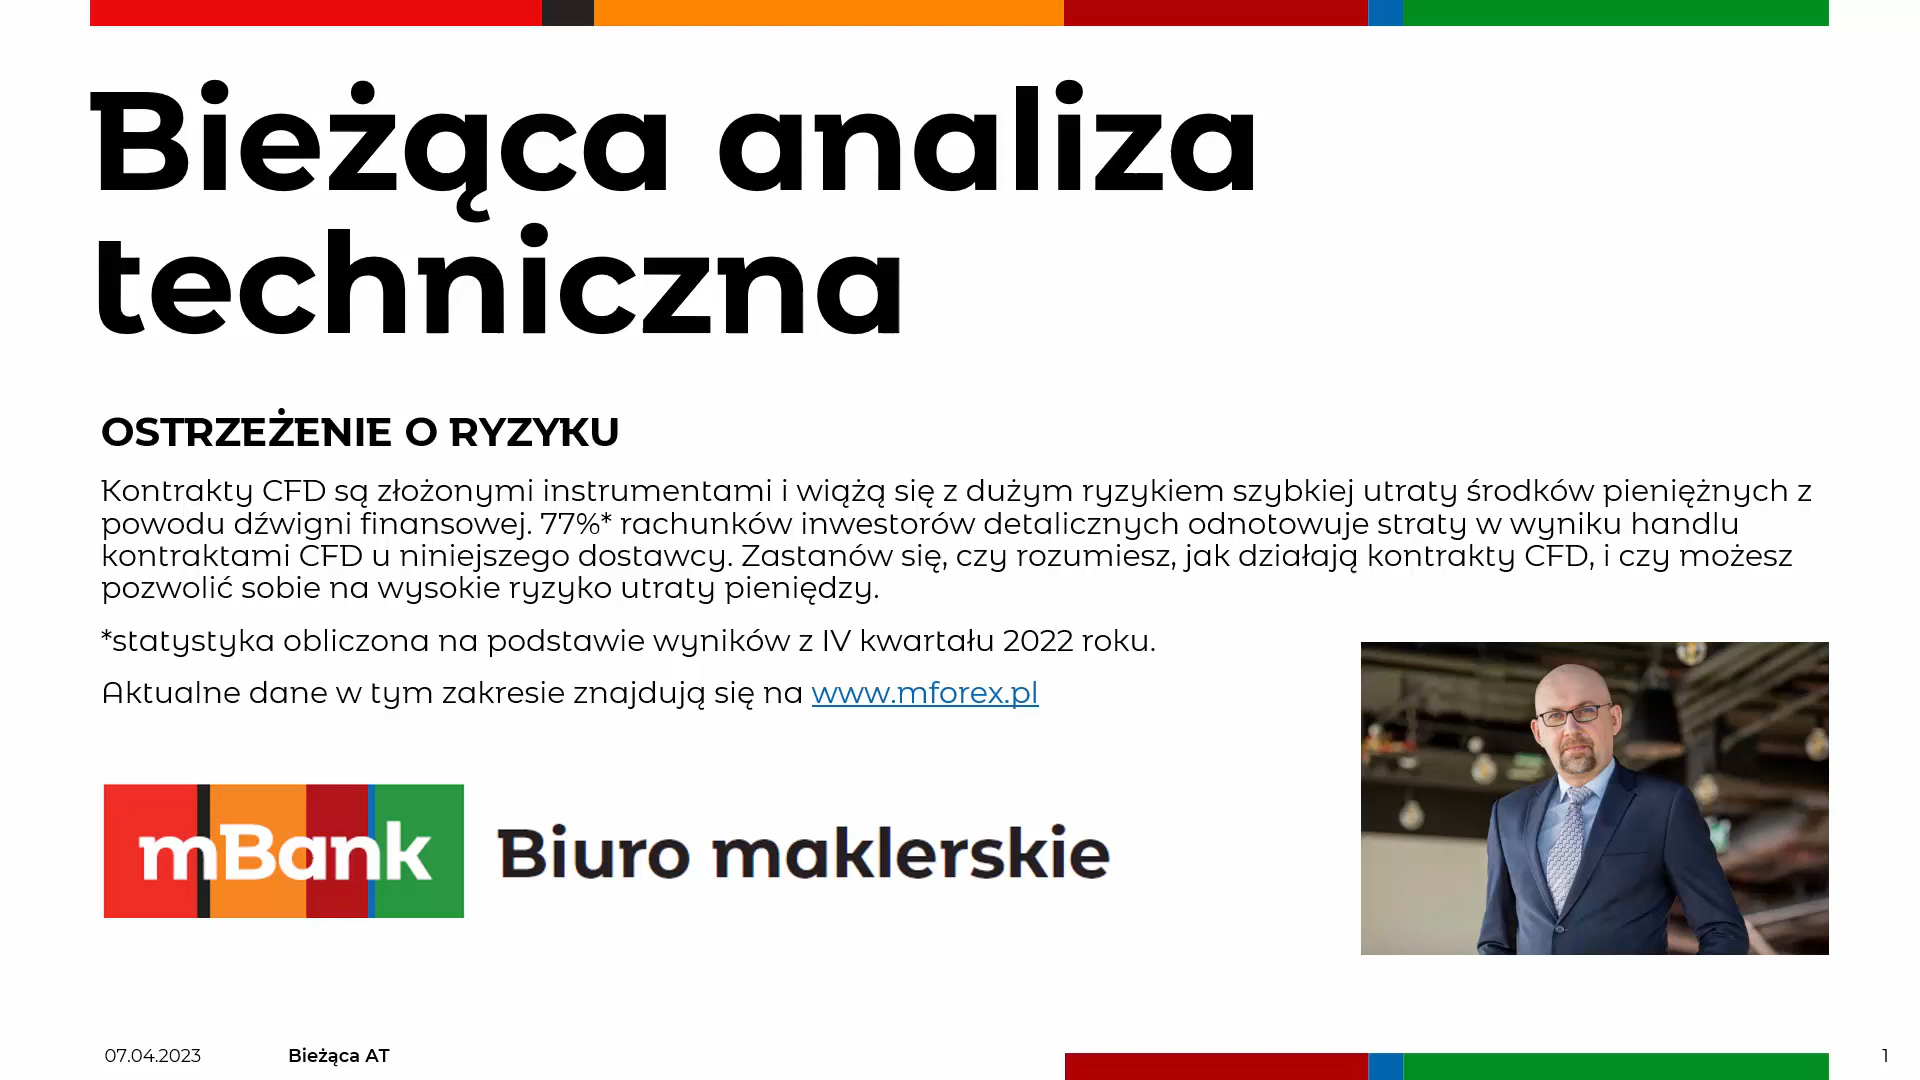 Bieżąca analiza
techniczna
OSTRZEŻENIE O RYZYKU
Kontrakty CFD są złożonymi instrumentami i wiążą się z dużym ryzykiem szybkiej utraty środków pieniężnych z
powodu dźwigni finansowej. 77%* rachunków inwestorów detalicznych odnotowuje straty w wyniku handlu
kontraktami CFD u niniejszego dostawcy. Zastanów się, czy rozumiesz, jak działają kontrakty CFD, i czy możesz
pozwolić sobie na wysokie ryzyko utraty pieniędzy.
*statystyka obliczona na podstawie wyników z IV kwartału 2022 roku.
Aktualne dane w tym zakresie znajdują się na www.mforex.pl
mBank Biuro maklerskie
07.04.2023 Bieżąca AT 1